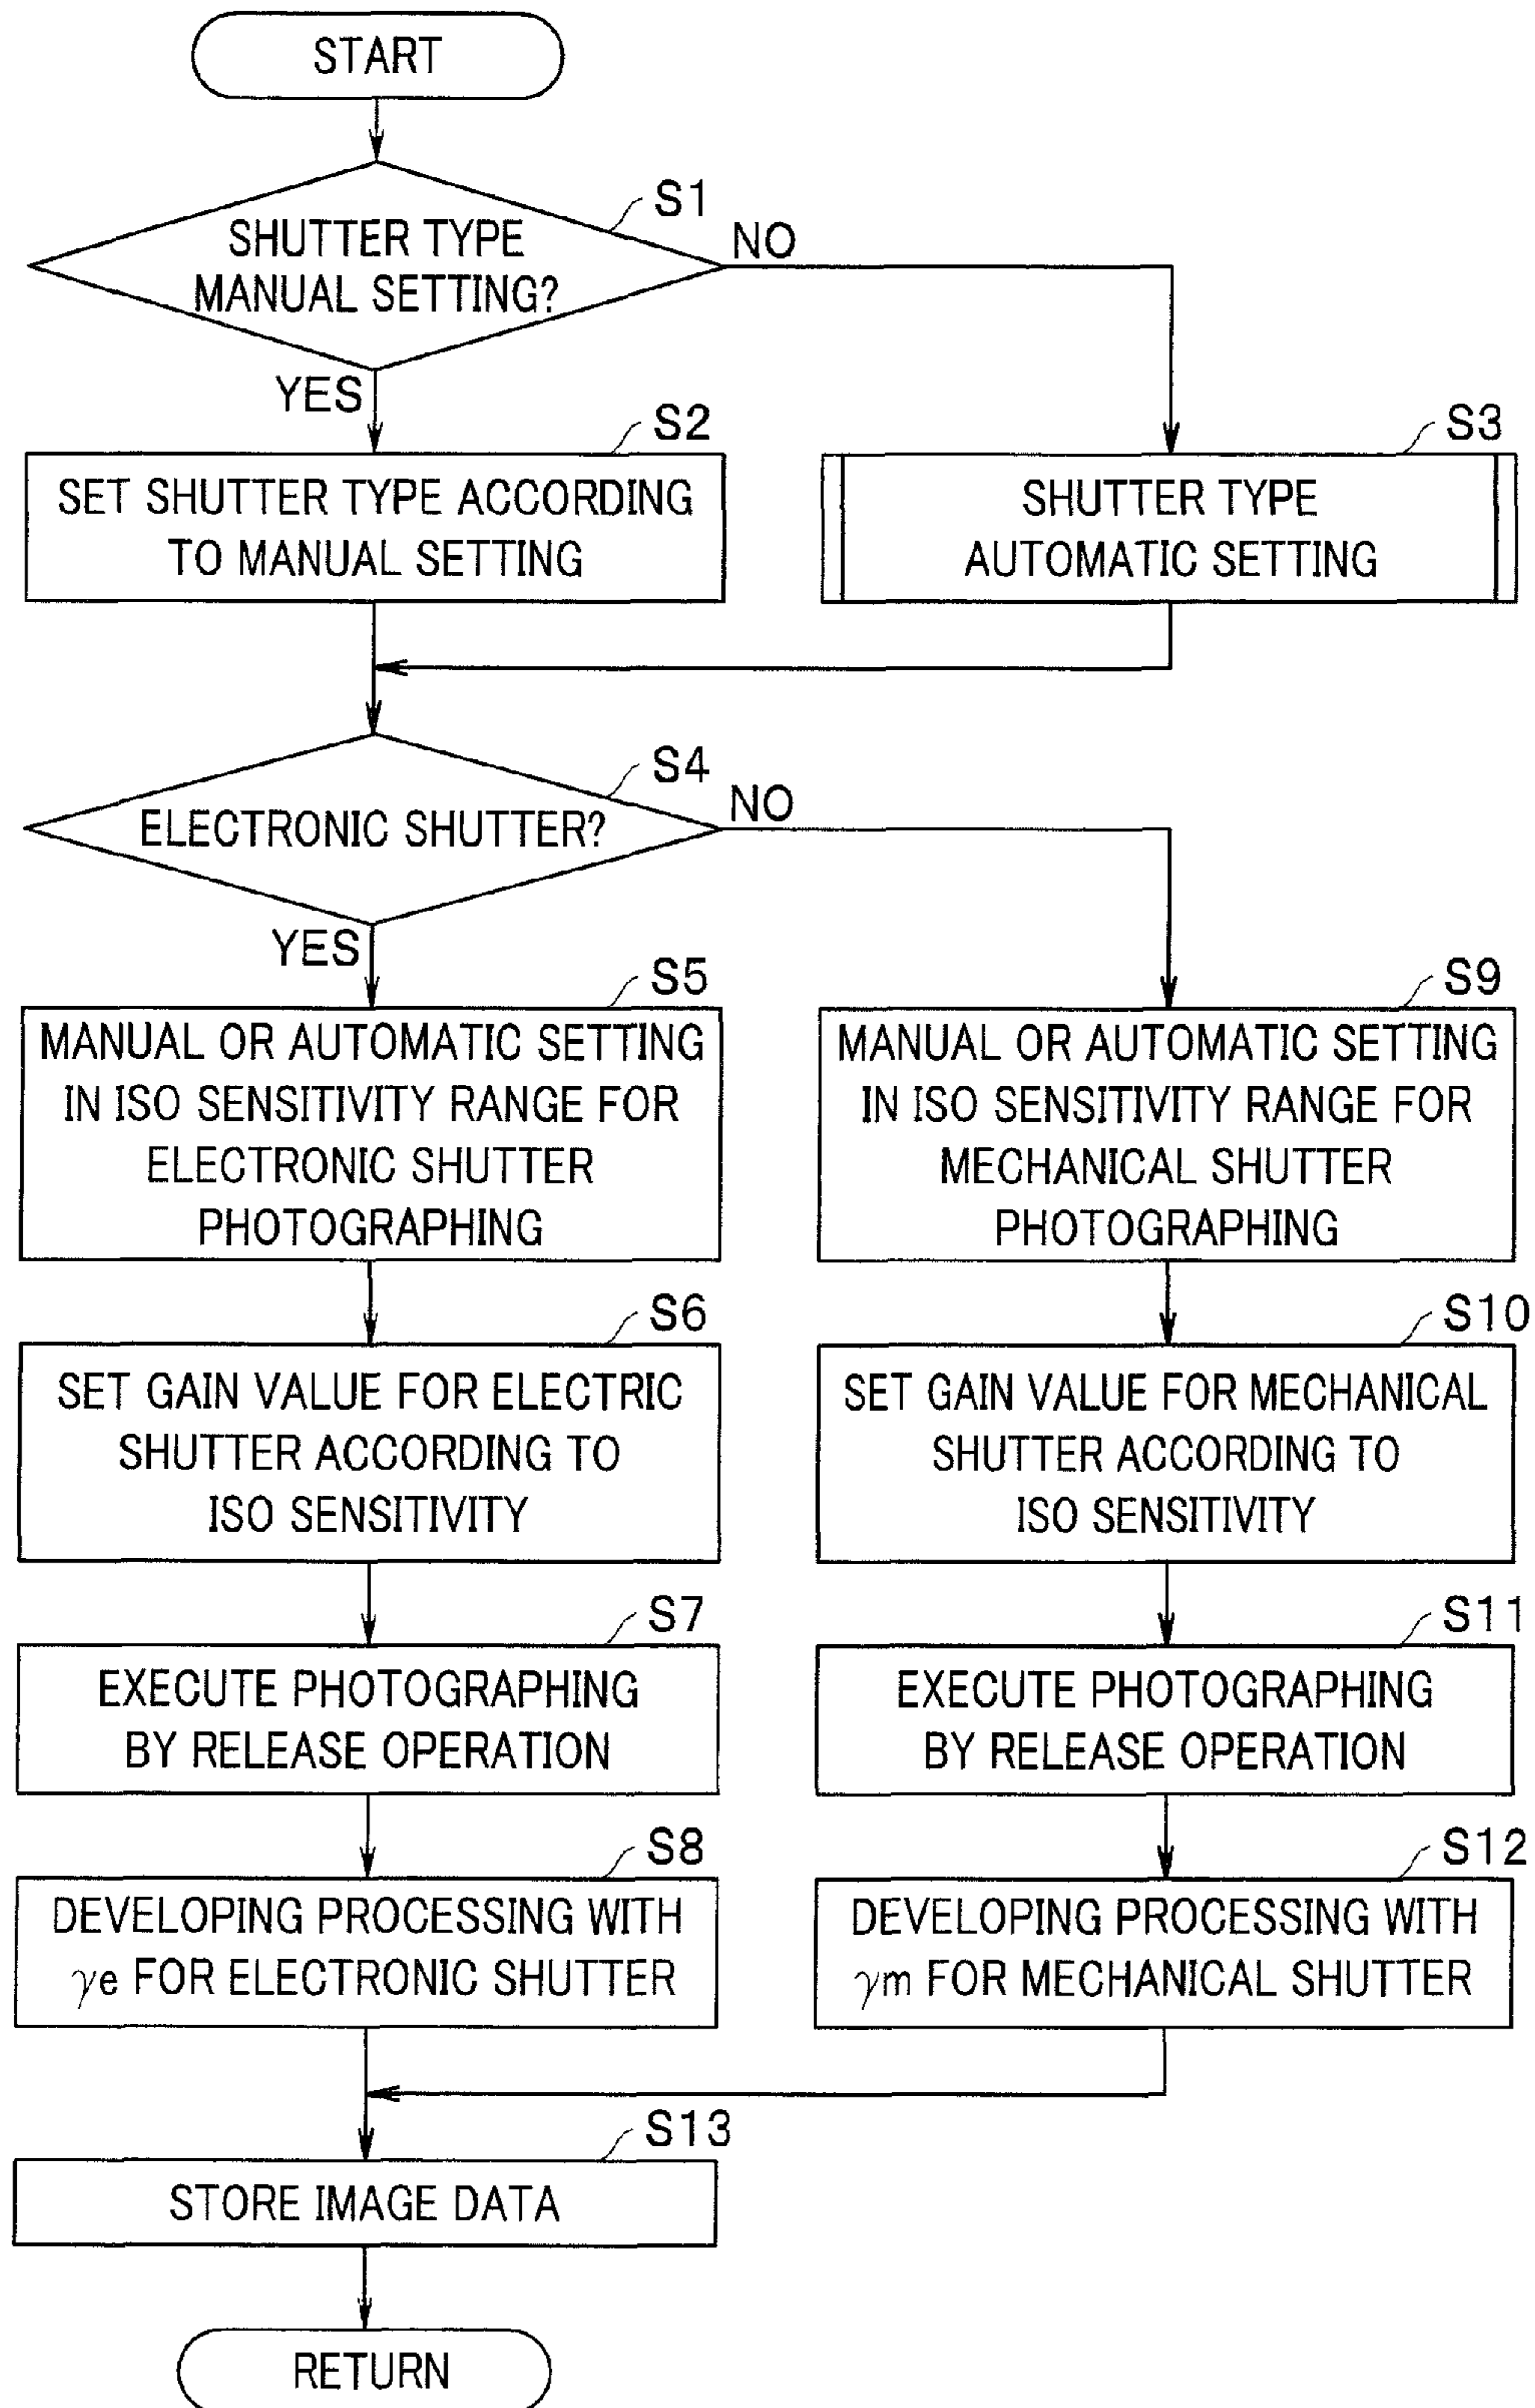 START
S1
SHUTTER TYPE
MANUAL SETTING?
NO
YES
S2
SET SHUTTER TYPE ACCORDING
TO MANUAL SETTING
S3
SHUTTER TYPE
AUTOMATIC SETTING
S4
ELECTRONIC SHUTTER?
NO
YES
S5
MANUAL OR AUTOMATIC SETTING
IN ISO SENSITIVITY RANGE FOR
ELECTRONIC SHUTTER
PHOTOGRAPHING
S9
MANUAL OR AUTOMATIC SETTING
IN ISO SENSITIVITY RANGE FOR
MECHANICAL SHUTTER
PHOTOGRAPHING
S6
SET GAIN VALUE FOR ELECTRIC
SHUTTER ACCORDING TO
ISO SENSITIVITY
S10
SET GAIN VALUE FOR MECHANICAL
SHUTTER ACCORDING TO
ISO SENSITIVITY
S7
EXECUTE PHOTOGRAPHING
BY RELEASE OPERATION
S11
EXECUTE PHOTOGRAPHING
BY RELEASE OPERATION
S8
DEVELOPING PROCESSING WITH
γe FOR ELECTRONIC SHUTTER
S12
DEVELOPING PROCESSING WITH
γm FOR MECHANICAL SHUTTER
S13
STORE IMAGE DATA
RETURN